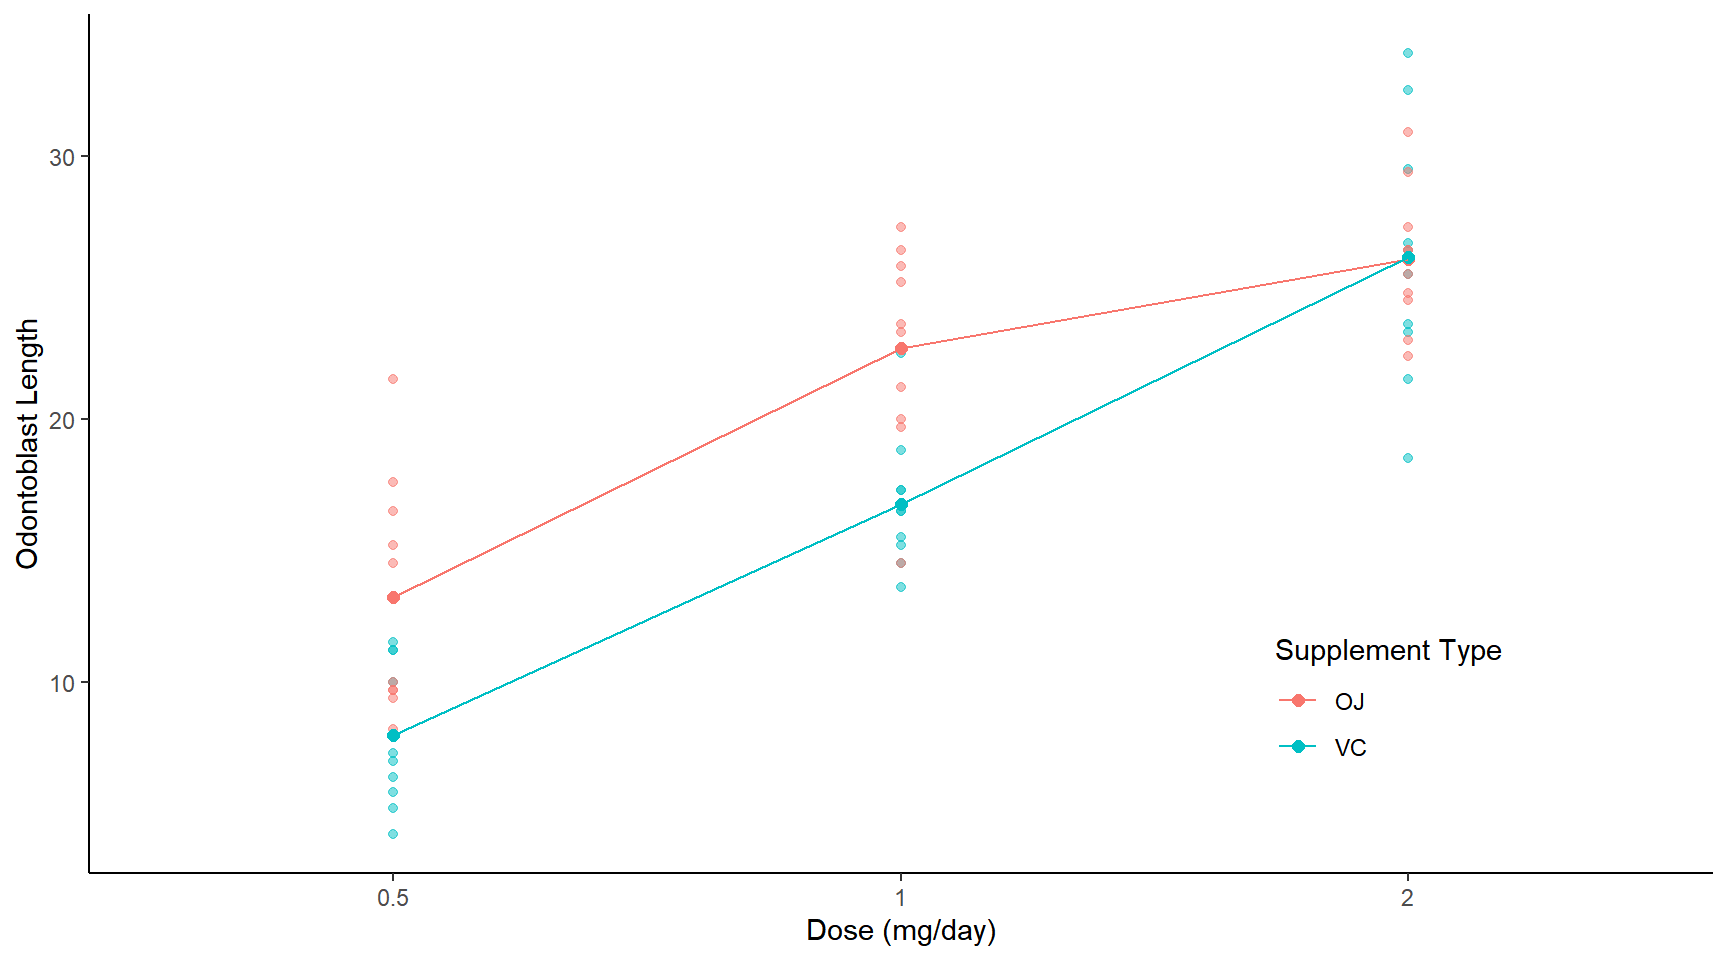 30
20
10
Odontoblast Length
0.5
1
2
Dose (mg/day)
Supplement Type
OJ
VC